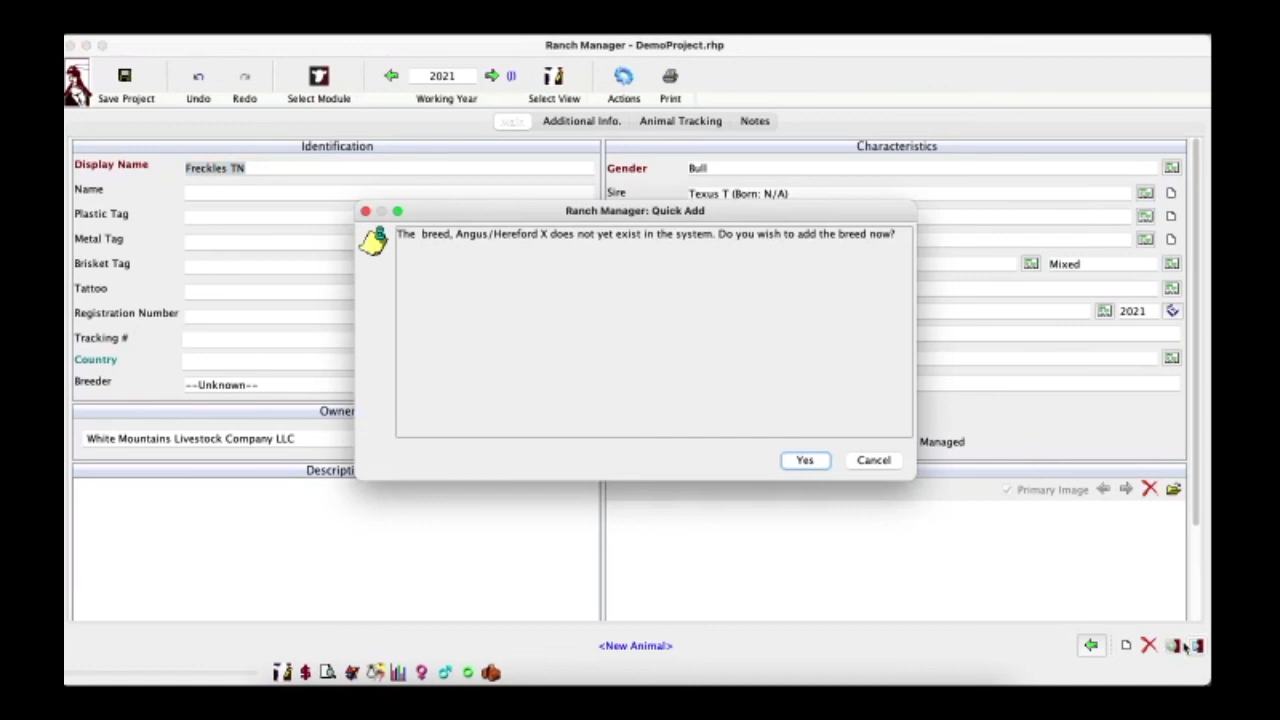 Ranch Manager - DemoProject.rhp
2021
Save Project Undo Redo Select Module Working Year Select View Actions Print
Main Additional Info. Animal Tracking Notes
Identification Characteristics
Display Name Freckles TN Gender Bull
Name Sire Texus T (Born: N/A)
Ranch Manager: Quick Add
The breed, Angus/Hereford X does not yet exist in the system. Do you wish to add the breed now?
Yes Cancel
Plastic Tag
Metal Tag
Brisket Tag Mixed
Tattoo
Registration Number 2021
Tracking #
Country
Breeder --Unknown--
Owner
White Mountains Livestock Company LLC Managed
Descripti
Primary Image
<New Animal>